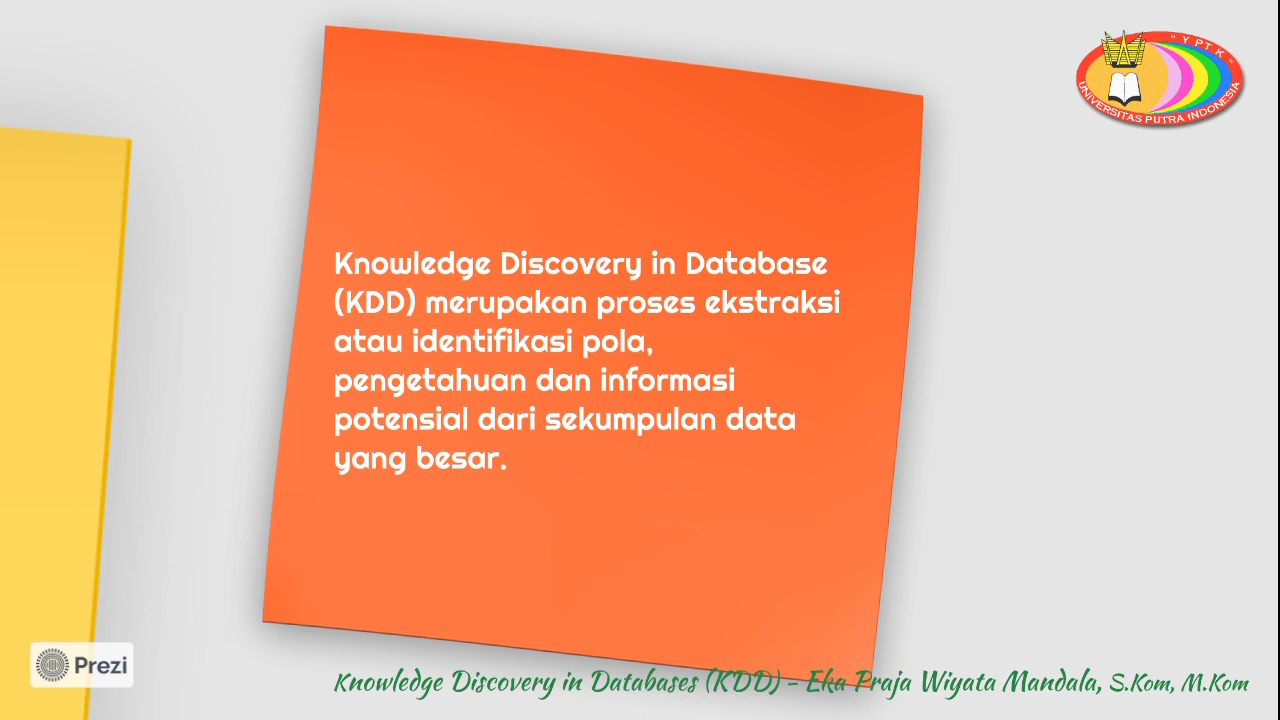 " Y P T K "
UNIVERSITAS PUTRA INDONESIA
Knowledge Discovery in Database
(KDD) merupakan proses ekstraksi
atau identifikasi pola,
pengetahuan dan informasi
potensial dari sekumpulan data
yang besar.
Prezi
Knowledge Discovery in Databases (KDD) – Eka Praja Wiyata Mandala, S.Kom, M.Kom